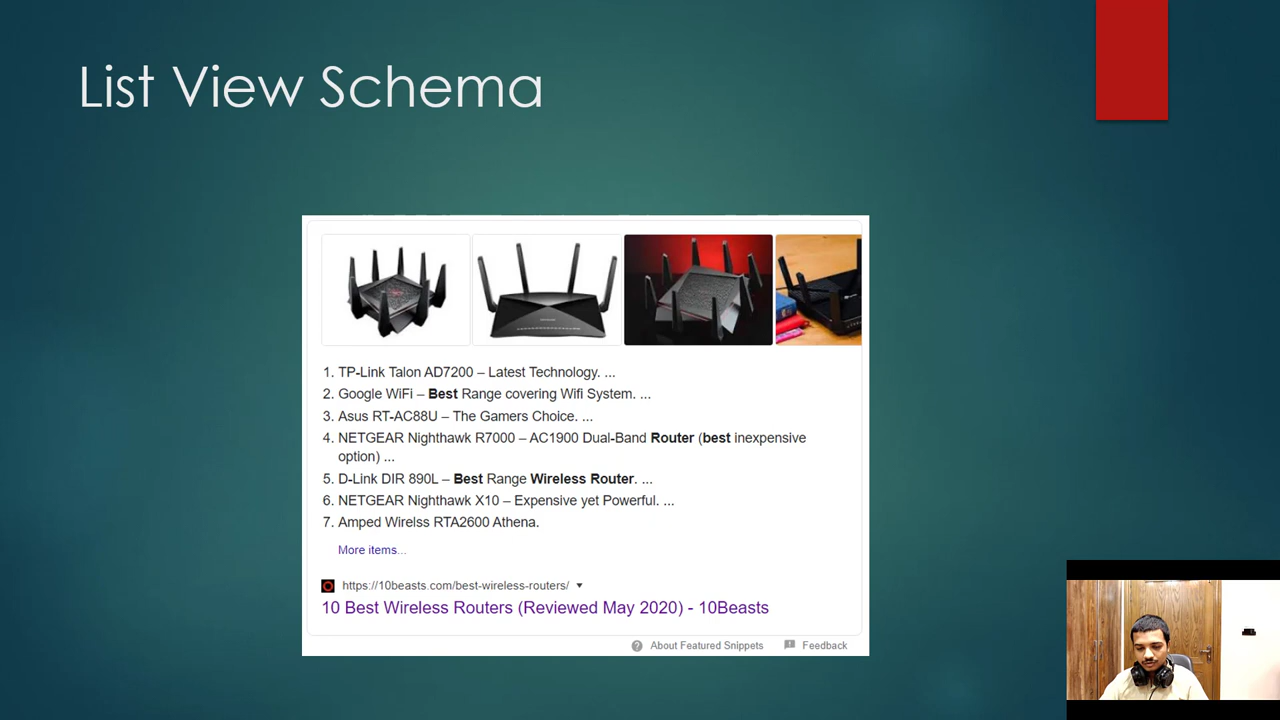 List View Schema
1. TP-Link Talon AD7200 – Latest Technology. ...
2. Google WiFi – Best Range covering Wifi System. ...
3. Asus RT-AC88U – The Gamers Choice. ...
4. NETGEAR Nighthawk R7000 – AC1900 Dual-Band Router (best inexpensive
option) ...
5. D-Link DIR 890L – Best Range Wireless Router. ...
6. NETGEAR Nighthawk X10 – Expensive yet Powerful. ...
7. Amped Wirelss RTA2600 Athena.
More items...
https://10beasts.com/best-wireless-routers/
10 Best Wireless Routers (Reviewed May 2020) - 10Beasts
About Featured Snippets
Feedback